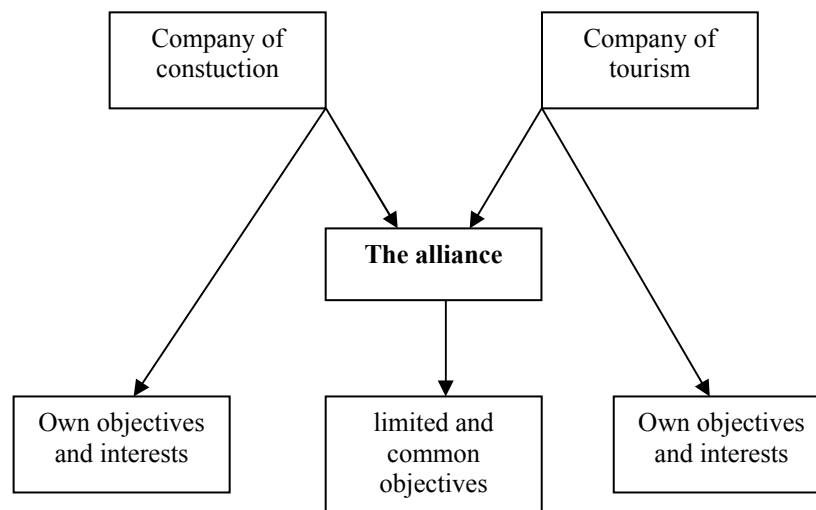 Company of
constuction
Company of
tourism
The alliance
Own objectives
and interests
limited and
common
objectives
Own objectives
and interests